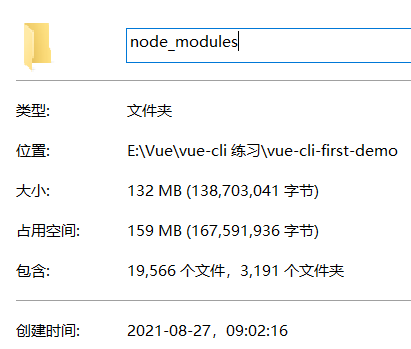 node_modules
类型: 文件夹
位置: E:\Vue\vue-cli 练习\vue-cli-first-demo
大小: 132 MB (138,703,041 字节)
占用空间: 159 MB (167,591,936 字节)
包含: 19,566 个文件，3,191 个文件夹
创建时间: 2021-08-27，09:02:16